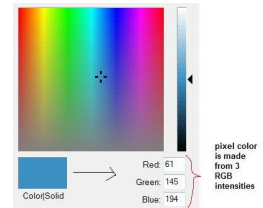 pixel color
is made
from 3
RGB
intensities
Red: 61
Green: 145
Blue: 194
Color|Solid